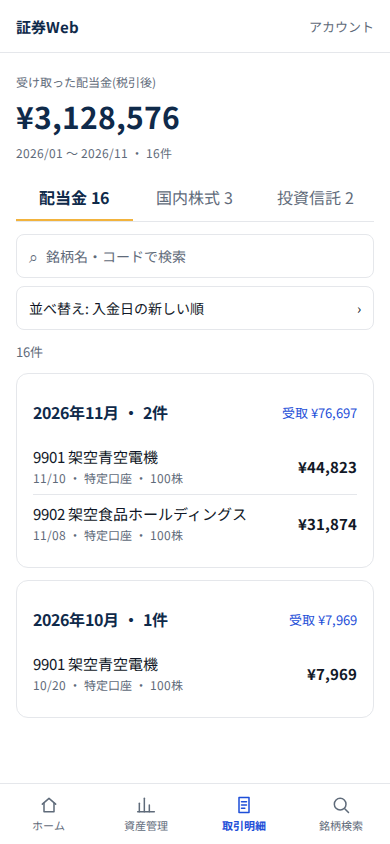 証券Web
アカウント
受け取った配当金(税引後)
¥3,128,576
2026/01 〜 2026/11 ・ 16件
配当金 16
国内株式 3
投資信託 2
銘柄名・コードで検索
並べ替え: 入金日の新しい順 ›
16件
2026年11月 ・ 2件
受取 ¥76,697
9901 架空青空電機
11/10 ・ 特定口座 ・ 100株
¥44,823
9902 架空食品ホールディングス
11/08 ・ 特定口座 ・ 100株
¥31,874
2026年10月 ・ 1件
受取 ¥7,969
9901 架空青空電機
10/20 ・ 特定口座 ・ 100株
¥7,969
ホーム
資産管理
取引明細
銘柄検索